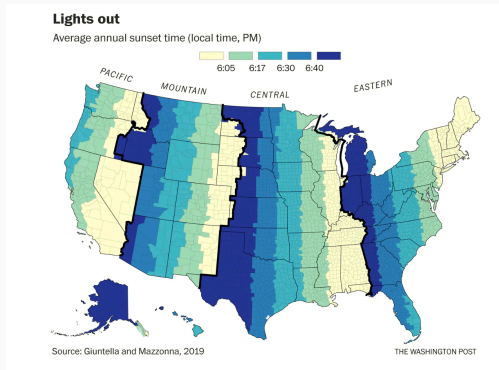 Lights out
Average annual sunset time (local time, PM)
6:05 6:17 6:30 6:40
PACIFIC
MOUNTAIN
CENTRAL
EASTERN
Source: Giuntella and Mazzonna, 2019
THE WASHINGTON POST